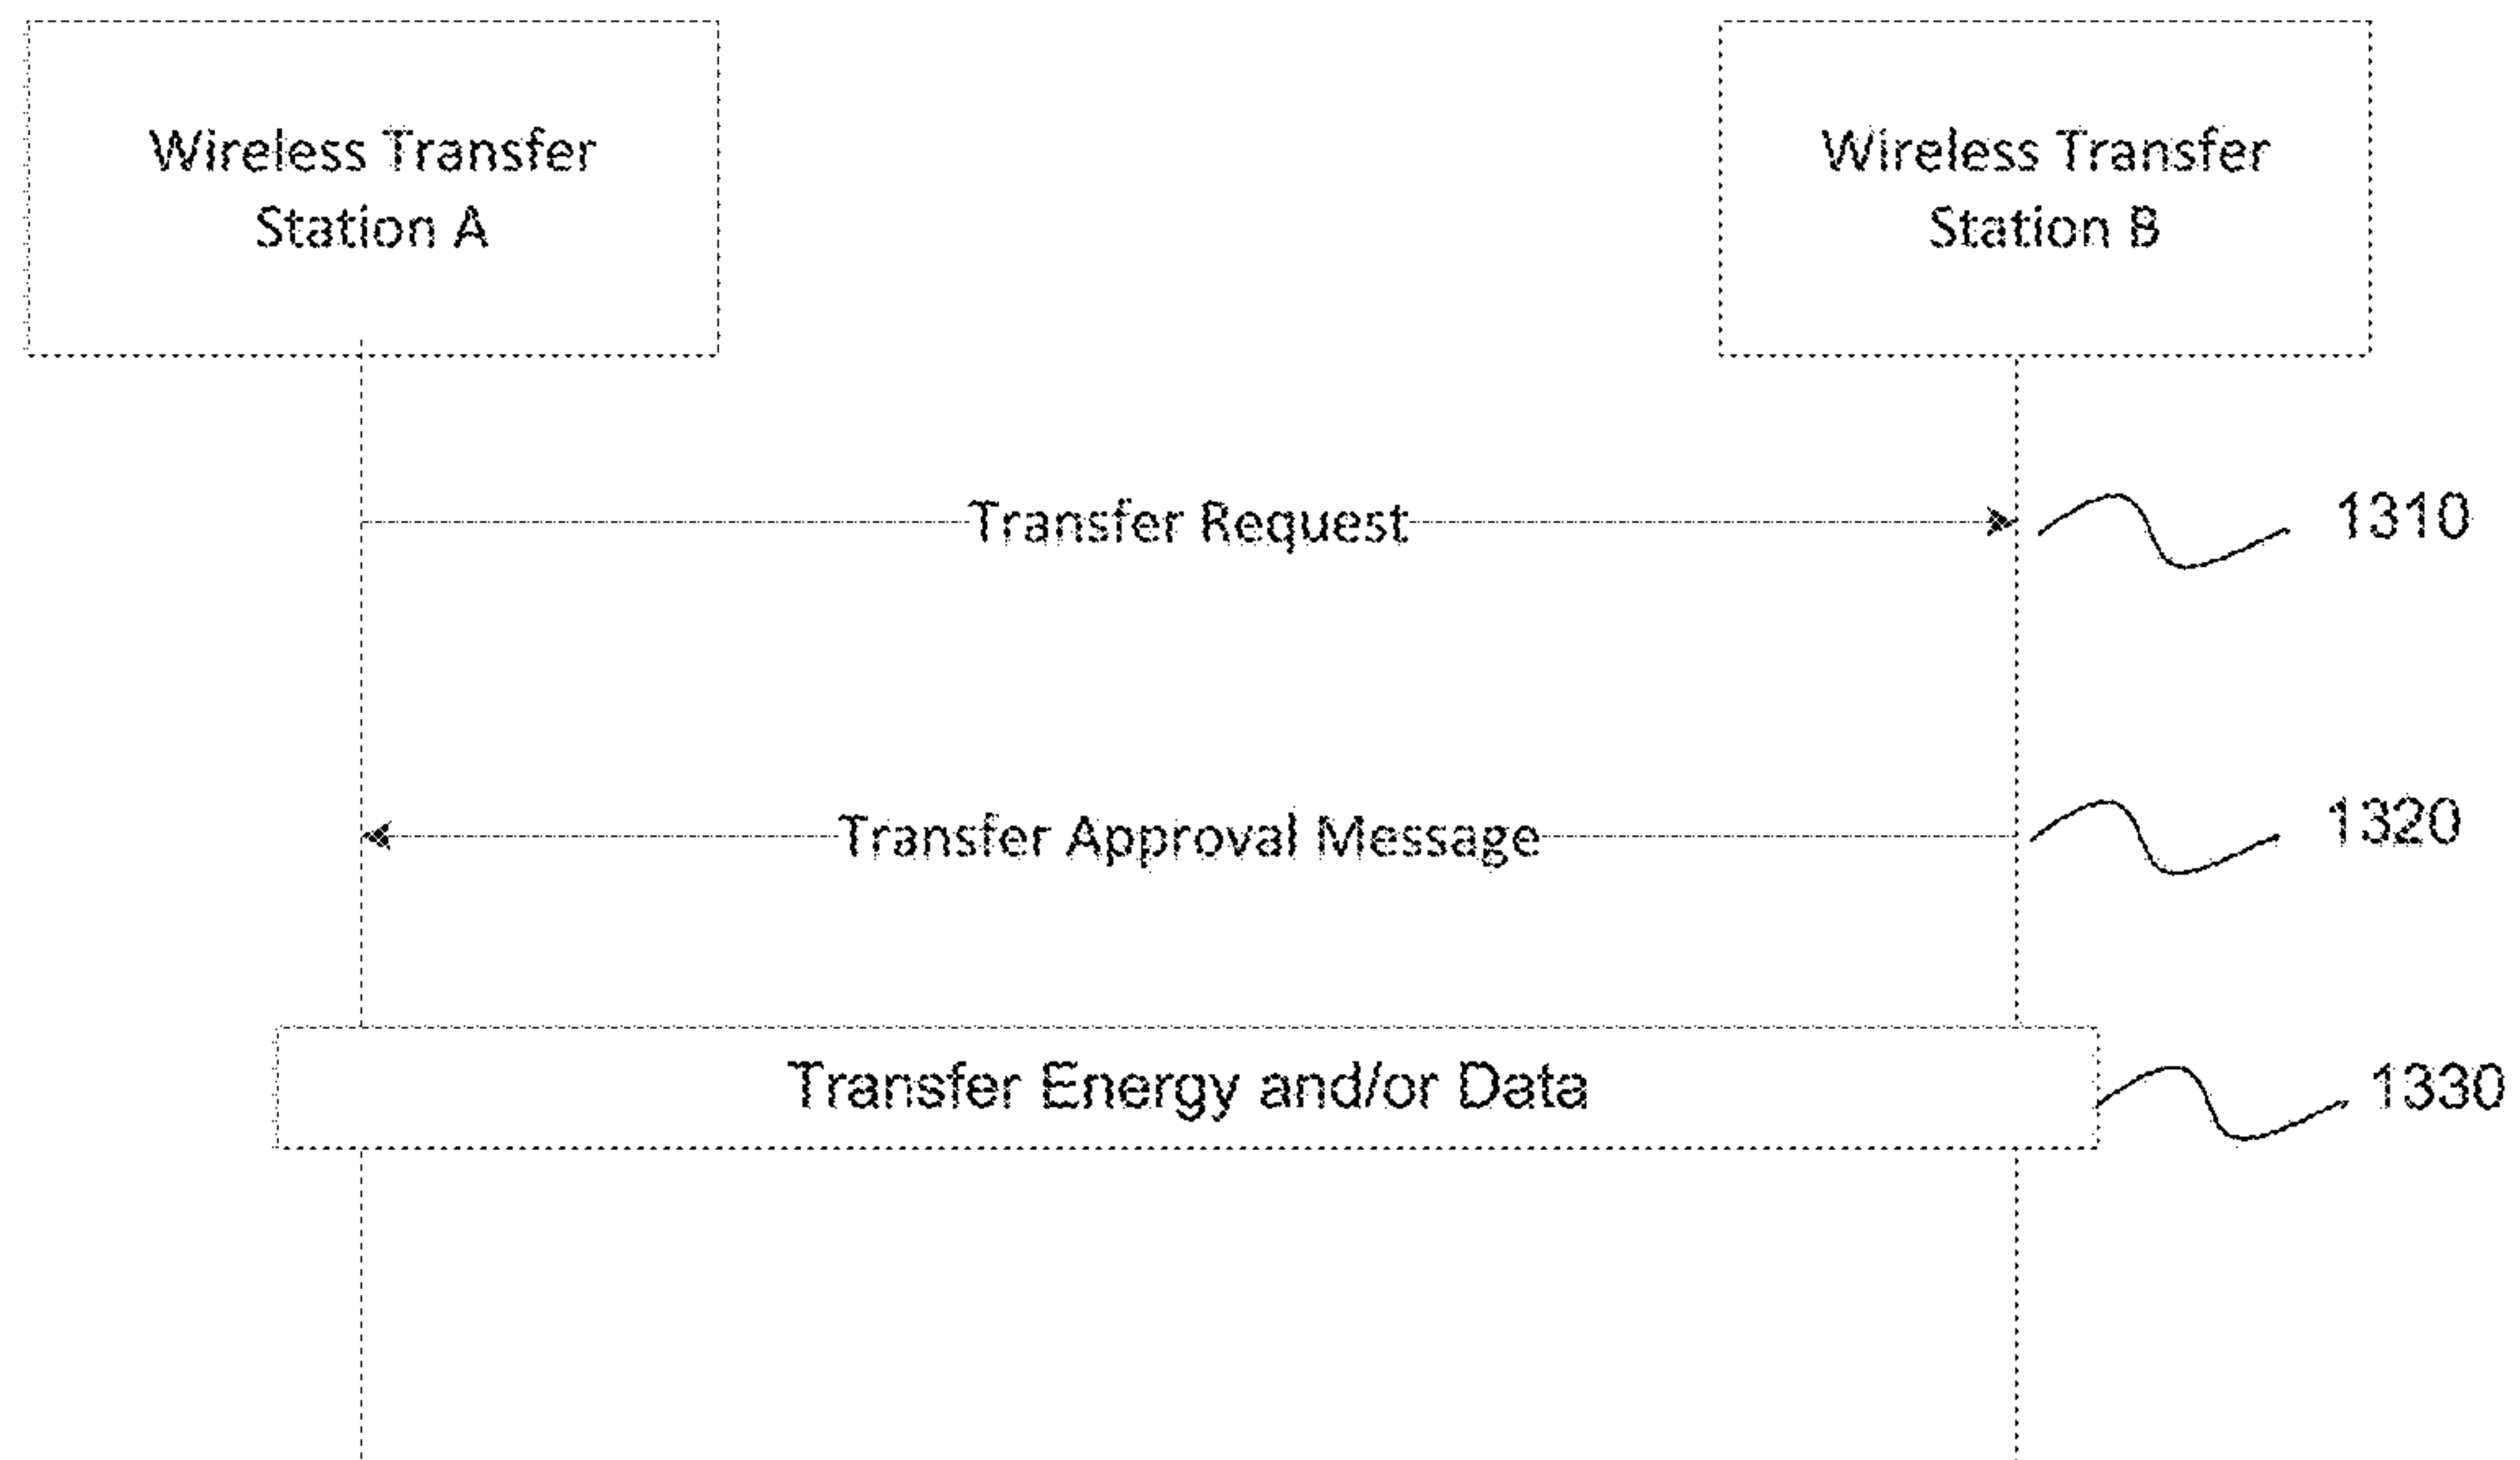 Wireless Transfer
Station A
Wireless Transfer
Station B
Transfer Request
1310
Transfer Approval Message
1320
Transfer Energy and/or Data
1330